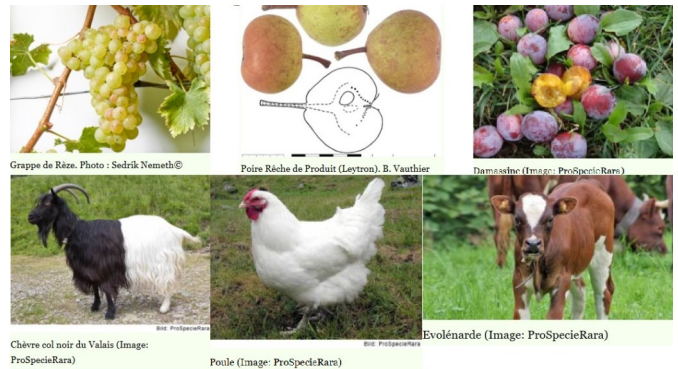 Grappe de Rèze. Photo : Sedrik Nemeth©
Poire Rêche de Produit (Leytron). B. Vauthier
Damassine (Image: ProSpecieRara)
Bild: ProSpecieRara
Chèvre col noir du Valais (Image:
ProSpecieRara)
Bild: ProSpecieRara
Poule (Image: ProSpecieRara)
Evolénarde (Image: ProSpecieRara)